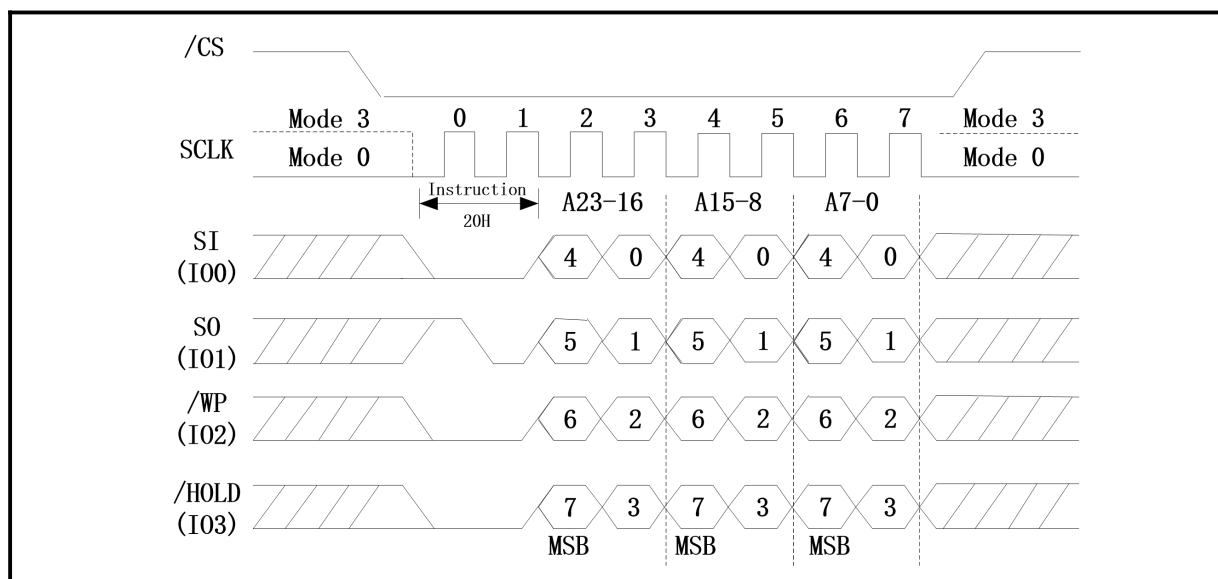 /CS
Mode 3 0 1 2 3 4 5 6 7 Mode 3
SCLK
Mode 0 Mode 0
Instruction
20H
A23-16 A15-8 A7-0
SI
(IO0)
4 0 4 0 4 0
SO
(IO1)
5 1 5 1 5 1
/WP
(IO2)
6 2 6 2 6 2
/HOLD
(IO3)
7 3 7 3 7 3
MSB MSB MSB